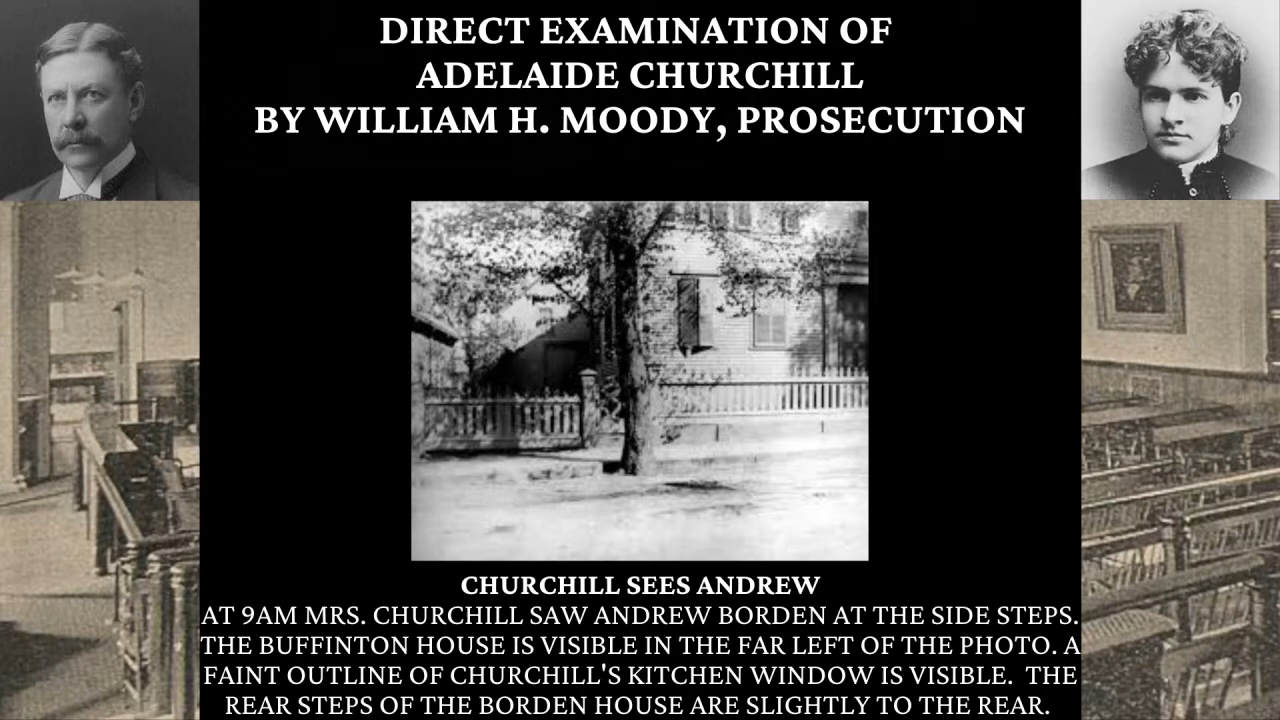 DIRECT EXAMINATION OF
ADELAIDE CHURCHILL
BY WILLIAM H. MOODY, PROSECUTION
CHURCHILL SEES ANDREW
AT 9AM MRS. CHURCHILL SAW ANDREW BORDEN AT THE SIDE STEPS.
THE BUFFINTON HOUSE IS VISIBLE IN THE FAR LEFT OF THE PHOTO. A
FAINT OUTLINE OF CHURCHILL'S KITCHEN WINDOW IS VISIBLE.  THE
REAR STEPS OF THE BORDEN HOUSE ARE SLIGHTLY TO THE REAR.